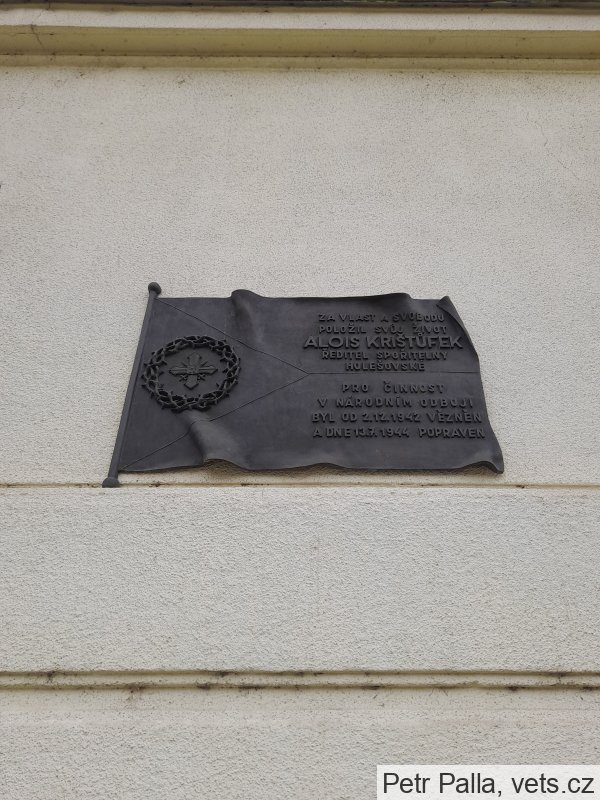 ZA VLAST A SVOBODU
POLOŽIL SVŮJ ŽIVOT
ALOIS KRIŠTŮFEK
ŘEDITEL SPOŘITELNY
HOLEŠOVSKÉ
PRO ČINNOST
V NÁRODNÍM ODBOJI
BYL OD 2.12.1942 VĚZNĚN
A DNE 13.7.1944 POPRAVEN
Petr Palla, vets.cz